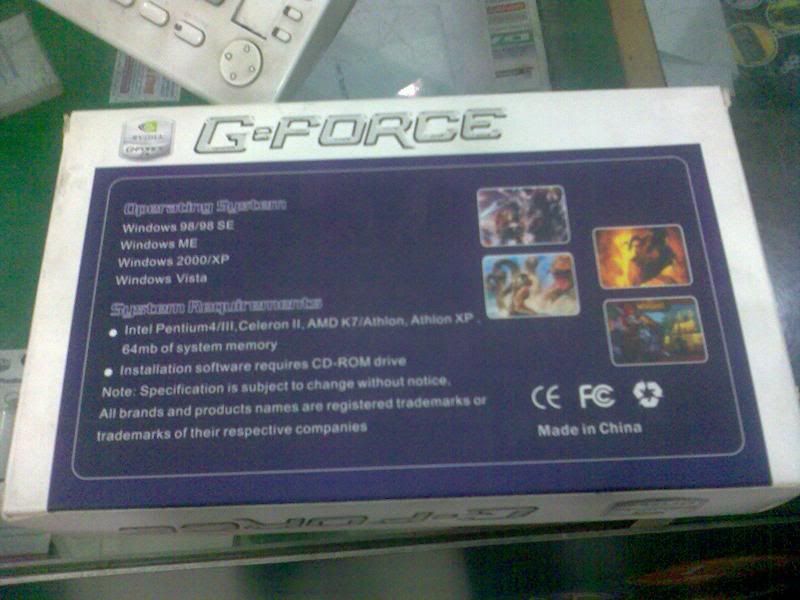 NVIDIA
GEFORCE
GeFORCE
Operating System
Windows 98/98 SE
Windows ME
Windows 2000/XP
Windows Vista
System Requirements
Intel Pentium4/III,Celeron II, AMD K7/Athlon, Athlon XP .
64mb of system memory
Installation software requires CD-ROM drive
Note: Specification is subject to change without notice.
All brands and products names are registered trademarks or
trademarks of their respective companies
CE FC
Made in China